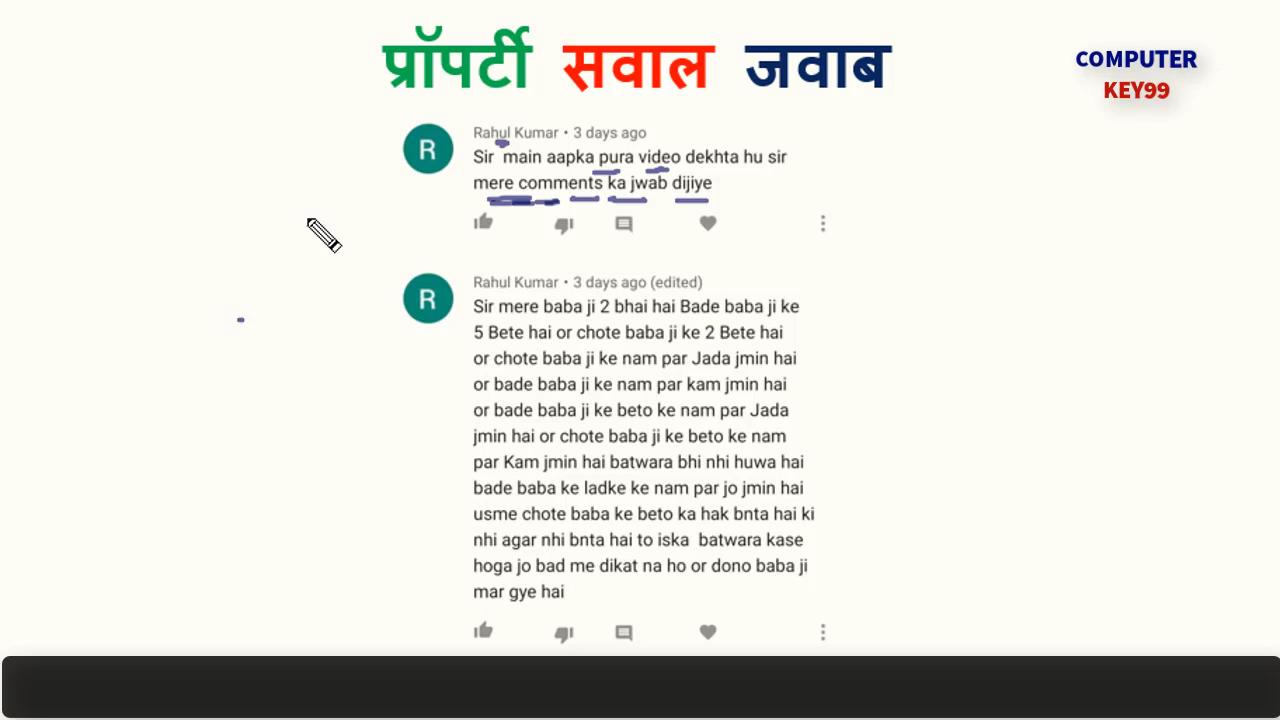 प्रॉपर्टी सवाल जवाब
COMPUTER
KEY99
R
Rahul Kumar • 3 days ago
Sir main aapka pura video dekhta hu sir
mere comments ka jwab dijiye
R
Rahul Kumar • 3 days ago (edited)
Sir mere baba ji 2 bhai hai Bade baba ji ke
5 Bete hai or chote baba ji ke 2 Bete hai
or chote baba ji ke nam par Jada jmin hai
or bade baba ji ke nam par kam jmin hai
or bade baba ji ke beto ke nam par Jada
jmin hai or chote baba ji ke beto ke nam
par Kam jmin hai batwara bhi nhi huwa hai
bade baba ke ladke ke nam par jo jmin hai
usme chote baba ke beto ka hak bnta hai ki
nhi agar nhi bnta hai to iska batwara kase
hoga jo bad me dikat na ho or dono baba ji
mar gye hai